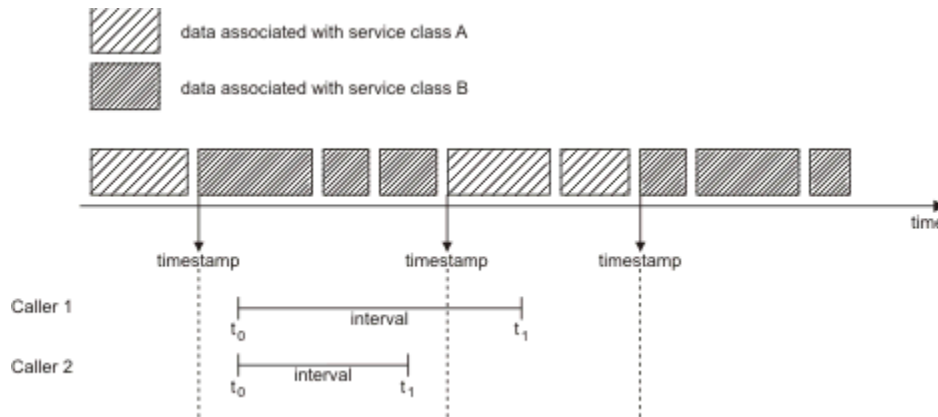 data associated with service class A
data associated with service class B
time
timestamp timestamp timestamp
Caller 1
interval
t0 t1
Caller 2
interval
t0 t1